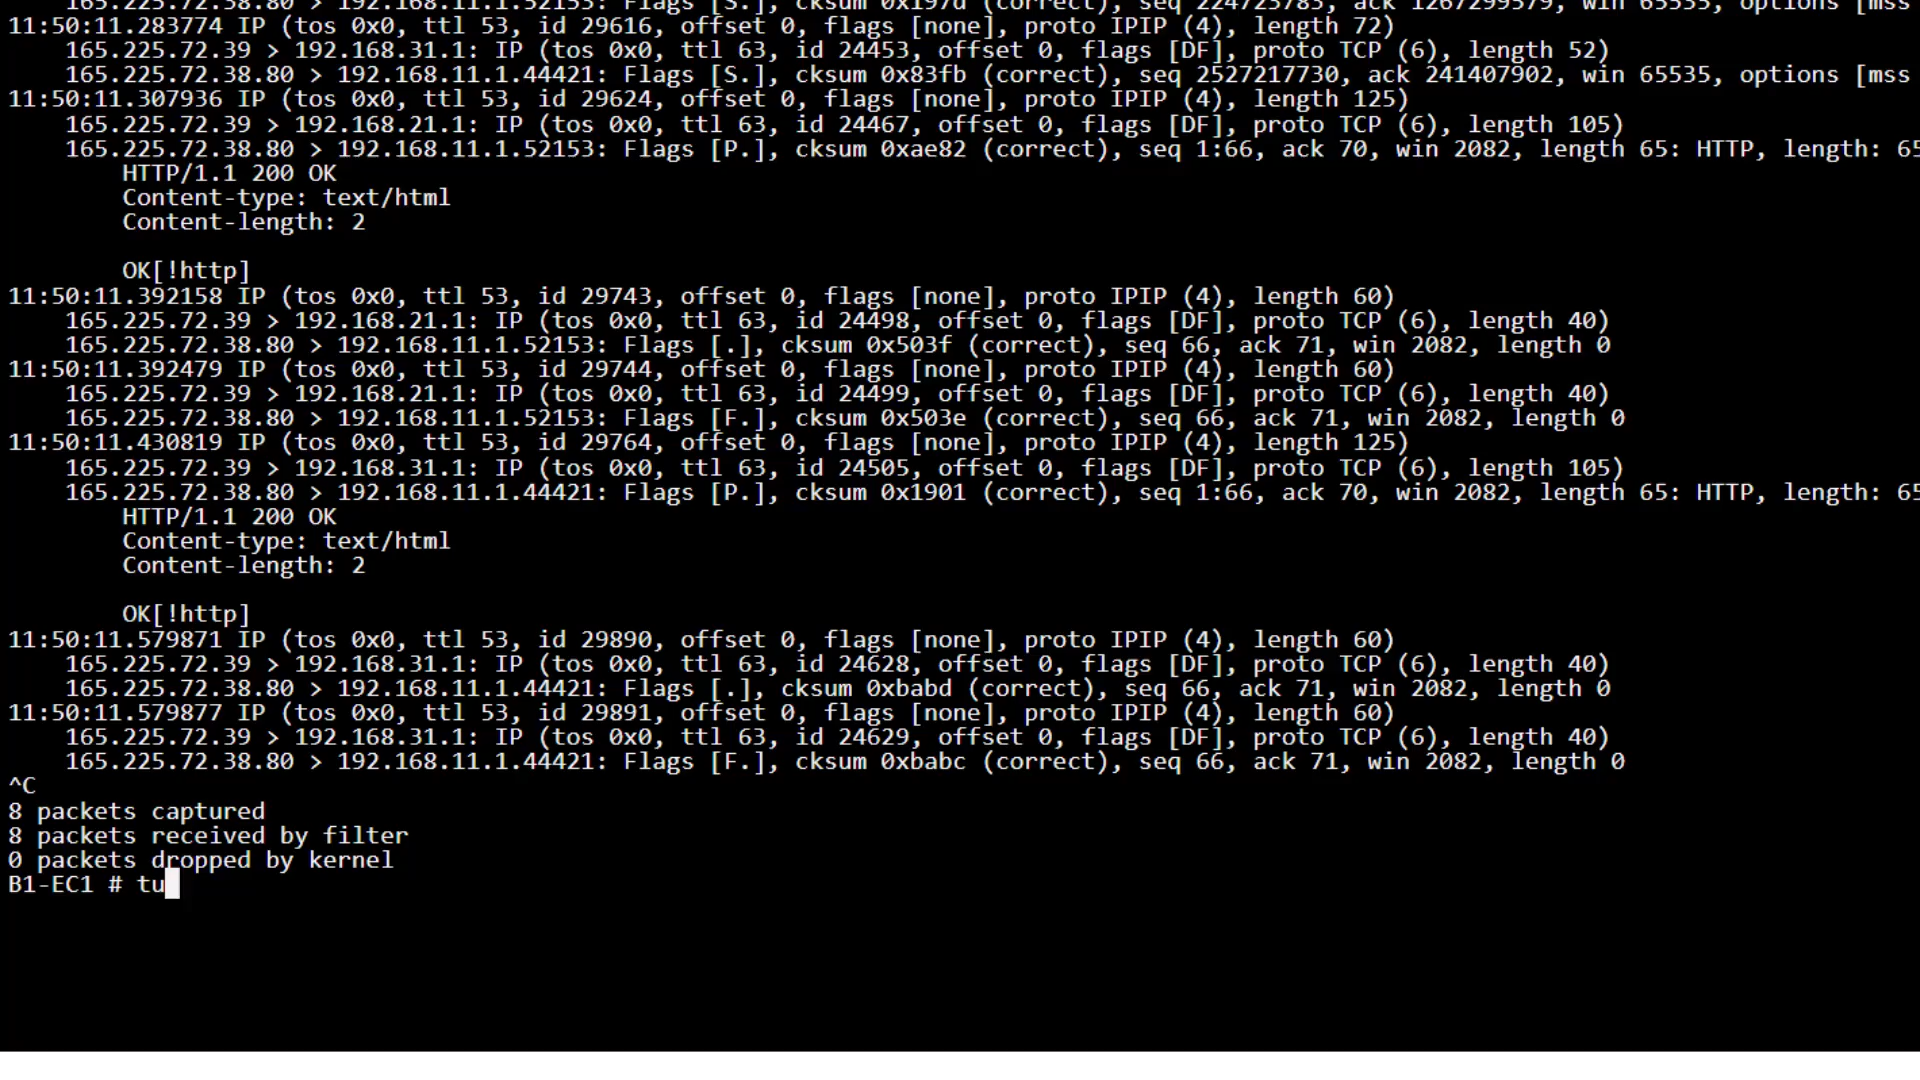 165.225.72.38.80 > 192.168.11.1.52153: Flags [S.], cksum 0x197d (correct), seq 224723783, ack 1267299579, win 65535, options [mss
11:50:11.283774 IP (tos 0x0, ttl 53, id 29616, offset 0, flags [none], proto IPIP (4), length 72)
165.225.72.39 > 192.168.31.1: IP (tos 0x0, ttl 63, id 24453, offset 0, flags [DF], proto TCP (6), length 52)
165.225.72.38.80 > 192.168.11.1.44421: Flags [S.], cksum 0x83fb (correct), seq 2527217730, ack 241407902, win 65535, options [mss
11:50:11.307936 IP (tos 0x0, ttl 53, id 29624, offset 0, flags [none], proto IPIP (4), length 125)
165.225.72.39 > 192.168.21.1: IP (tos 0x0, ttl 63, id 24467, offset 0, flags [DF], proto TCP (6), length 105)
165.225.72.38.80 > 192.168.11.1.52153: Flags [P.], cksum 0xae82 (correct), seq 1:66, ack 70, win 2082, length 65: HTTP, length: 65
HTTP/1.1 200 OK
Content-type: text/html
Content-length: 2
OK[!http]
11:50:11.392158 IP (tos 0x0, ttl 53, id 29743, offset 0, flags [none], proto IPIP (4), length 60)
165.225.72.39 > 192.168.21.1: IP (tos 0x0, ttl 63, id 24498, offset 0, flags [DF], proto TCP (6), length 40)
165.225.72.38.80 > 192.168.11.1.52153: Flags [.], cksum 0x503f (correct), seq 66, ack 71, win 2082, length 0
11:50:11.392479 IP (tos 0x0, ttl 53, id 29744, offset 0, flags [none], proto IPIP (4), length 60)
165.225.72.39 > 192.168.21.1: IP (tos 0x0, ttl 63, id 24499, offset 0, flags [DF], proto TCP (6), length 40)
165.225.72.38.80 > 192.168.11.1.52153: Flags [F.], cksum 0x503e (correct), seq 66, ack 71, win 2082, length 0
11:50:11.430819 IP (tos 0x0, ttl 53, id 29764, offset 0, flags [none], proto IPIP (4), length 125)
165.225.72.39 > 192.168.31.1: IP (tos 0x0, ttl 63, id 24505, offset 0, flags [DF], proto TCP (6), length 105)
165.225.72.38.80 > 192.168.11.1.44421: Flags [P.], cksum 0x1901 (correct), seq 1:66, ack 70, win 2082, length 65: HTTP, length: 65
HTTP/1.1 200 OK
Content-type: text/html
Content-length: 2
OK[!http]
11:50:11.579871 IP (tos 0x0, ttl 53, id 29890, offset 0, flags [none], proto IPIP (4), length 60)
165.225.72.39 > 192.168.31.1: IP (tos 0x0, ttl 63, id 24628, offset 0, flags [DF], proto TCP (6), length 40)
165.225.72.38.80 > 192.168.11.1.44421: Flags [.], cksum 0xbabd (correct), seq 66, ack 71, win 2082, length 0
11:50:11.579877 IP (tos 0x0, ttl 53, id 29891, offset 0, flags [none], proto IPIP (4), length 60)
165.225.72.39 > 192.168.31.1: IP (tos 0x0, ttl 63, id 24629, offset 0, flags [DF], proto TCP (6), length 40)
165.225.72.38.80 > 192.168.11.1.44421: Flags [F.], cksum 0xbabc (correct), seq 66, ack 71, win 2082, length 0
^C
8 packets captured
8 packets received by filter
0 packets dropped by kernel
B1-EC1 # tu